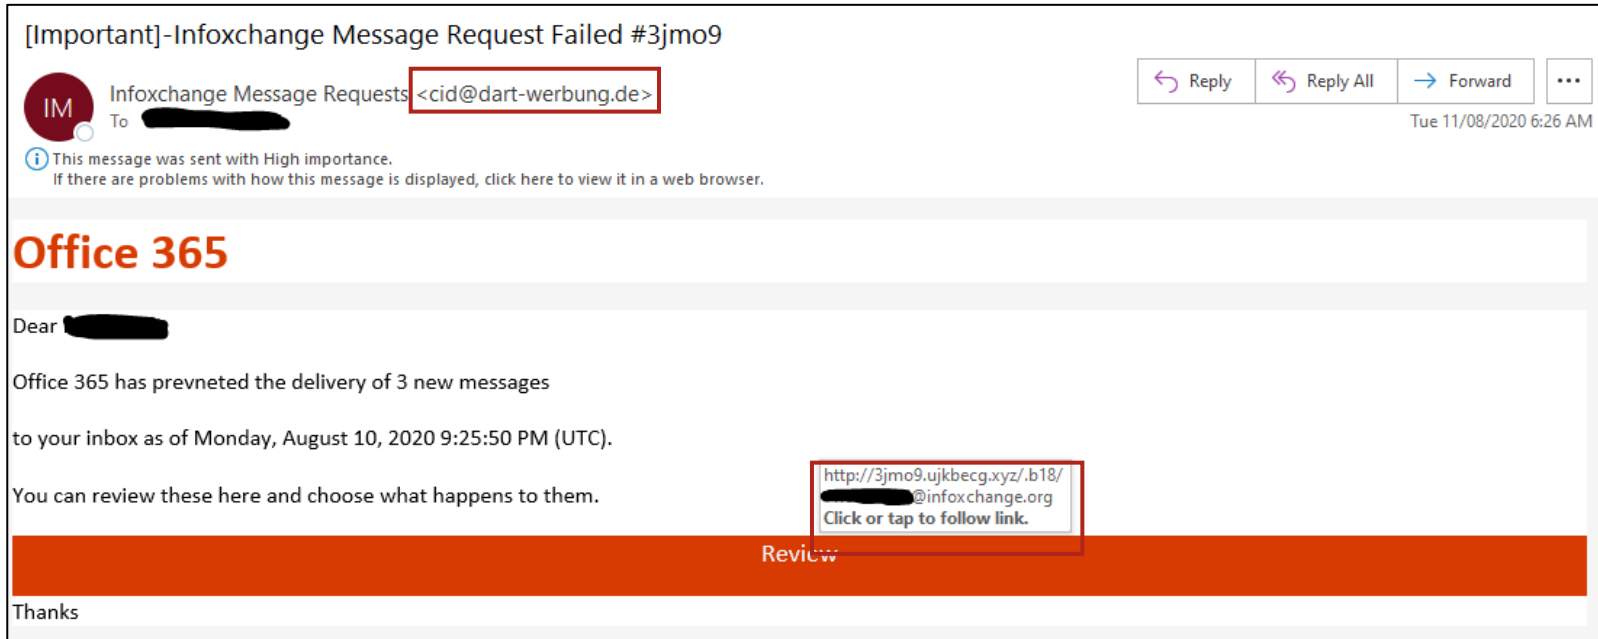 [Important]-Infoxchange Message Request Failed #3jmo9
IM
Infoxchange Message Requests <cid@dart-werbung.de>
To
Reply
Reply All
Forward
...
Tue 11/08/2020 6:26 AM
This message was sent with High importance.
If there are problems with how this message is displayed, click here to view it in a web browser.
Office 365
Dear
Office 365 has prevneted the delivery of 3 new messages
to your inbox as of Monday, August 10, 2020 9:25:50 PM (UTC).
You can review these here and choose what happens to them.
http://3jmo9.ujkbecg.xyz/.b18/
@infoxchange.org
Click or tap to follow link.
Review
Thanks